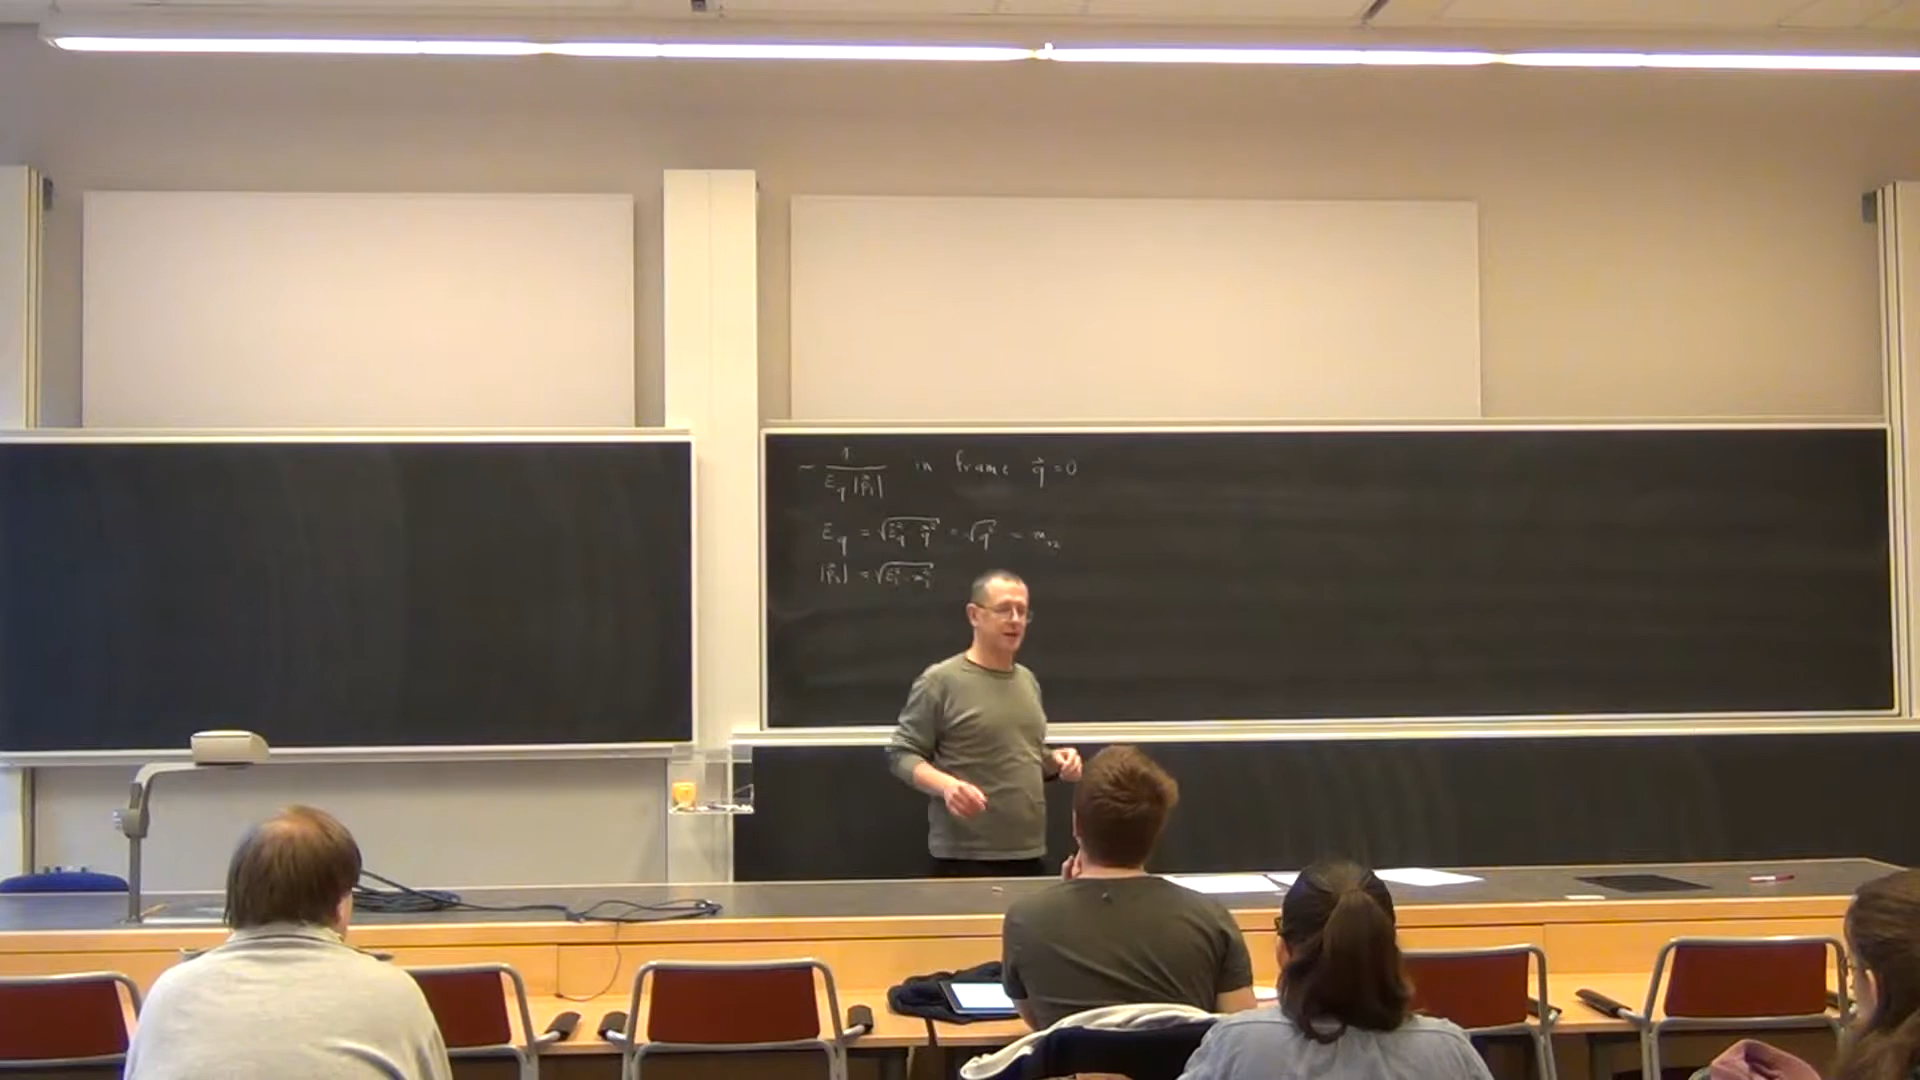 ~ 1 / E_q |p⃗_1| in frame q⃗ = 0
E_q = √(E_q² - q⃗²) = √q² = m_12
|p⃗_1| = √(E_1² - m_1²)